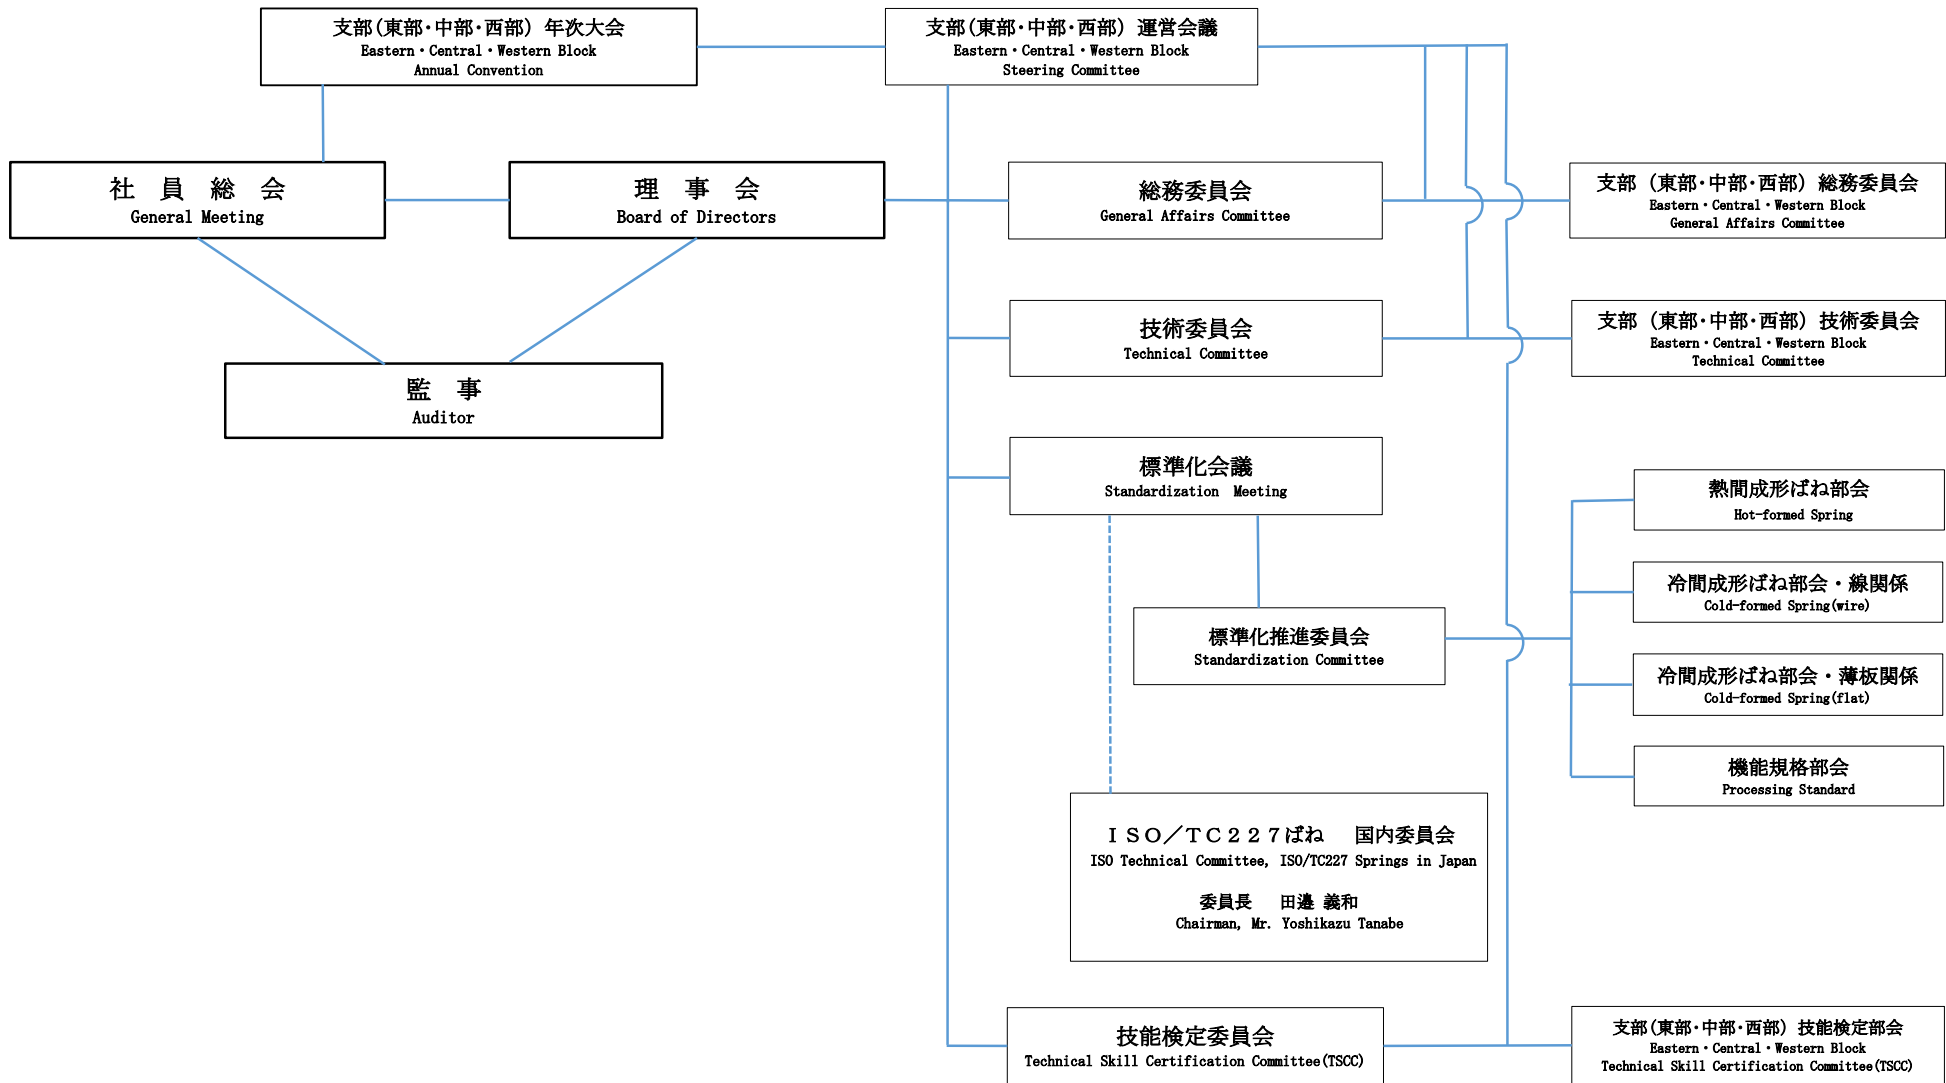 支部(東部･中部･西部) 年次大会
Eastern・Central・Western Block
Annual Convention
支部(東部･中部･西部) 運営会議
Eastern・Central・Western Block
Steering Committee
社 員 総 会
General Meeting
理 事 会
Board of Directors
総務委員会
General Affairs Committee
支部 (東部･中部･西部) 総務委員会
Eastern・Central・Western Block
General Affairs Committee
技術委員会
Technical Committee
支部 (東部･中部･西部) 技術委員会
Eastern・Central・Western Block
Technical Committee
監 事
Auditor
標準化会議
Standardization Meeting
熱間成形ばね部会
Hot-formed Spring
冷間成形ばね部会・線関係
Cold-formed Spring(wire)
標準化推進委員会
Standardization Committee
冷間成形ばね部会・薄板関係
Cold-formed Spring(flat)
機能規格部会
Processing Standard
ＩＳＯ／ＴＣ２２７ばね 国内委員会
ISO Technical Committee, ISO/TC227 Springs in Japan
委員長 田邉 義和
Chairman, Mr. Yoshikazu Tanabe
技能検定委員会
Technical Skill Certification Committee(TSCC)
支部(東部･中部･西部) 技能検定部会
Eastern・Central・Western Block
Technical Skill Certification Committee(TSCC)